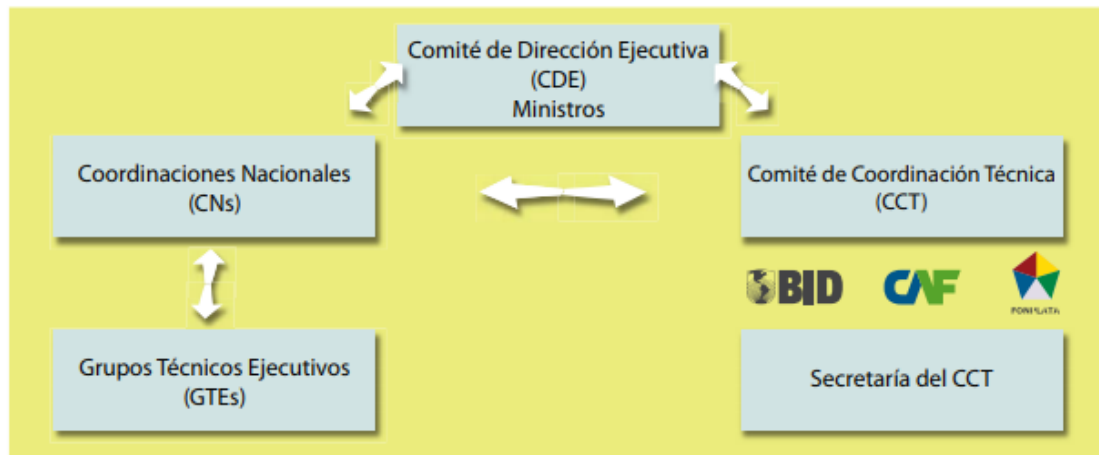 Comité de Dirección Ejecutiva
(CDE)
Ministros
Coordinaciones Nacionales
(CNs)
Comité de Coordinación Técnica
(CCT)
BID
CAF
FONPLATA
Grupos Técnicos Ejecutivos
(GTEs)
Secretaría del CCT